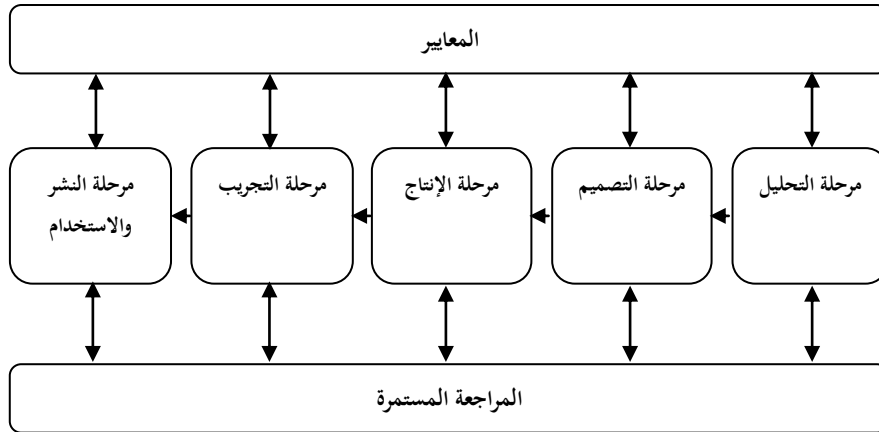 المعايير
مرحلة التحليل
مرحلة التصميم
مرحلة الإنتاج
مرحلة التجريب
مرحلة النشر
والاستخدام
المراجعة المستمرة